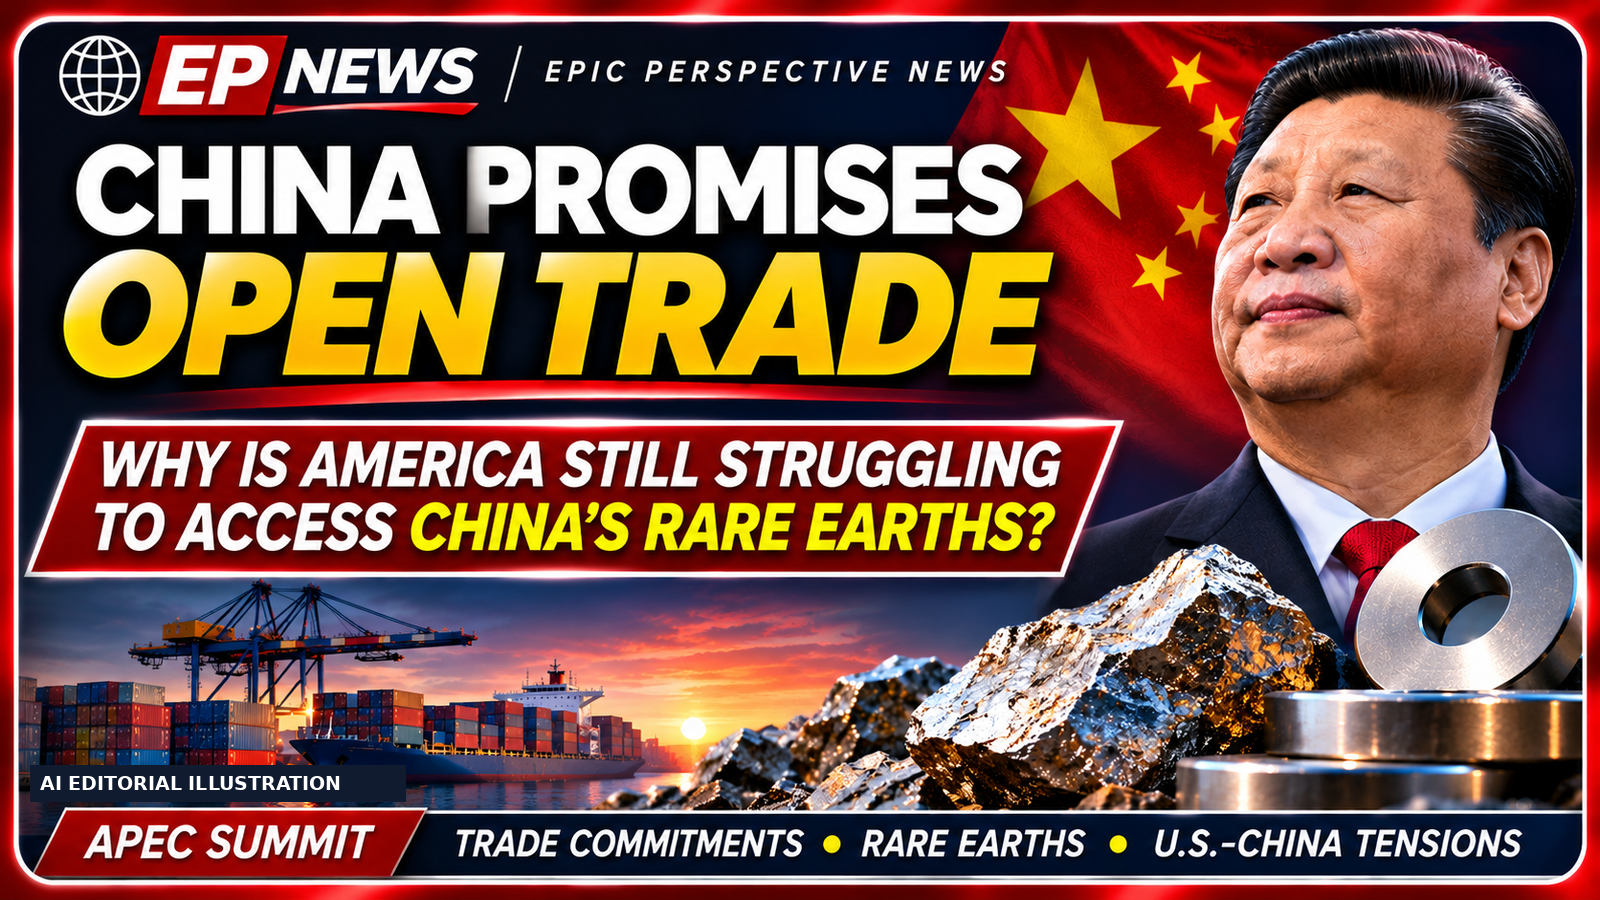 EP NEWS | EPIC PERSPECTIVE NEWS
CHINA PROMISES
OPEN TRADE
WHY IS AMERICA STILL STRUGGLING
TO ACCESS CHINA'S RARE EARTHS?
AI EDITORIAL ILLUSTRATION
APEC SUMMIT
TRADE COMMITMENTS • RARE EARTHS • U.S.-CHINA TENSIONS